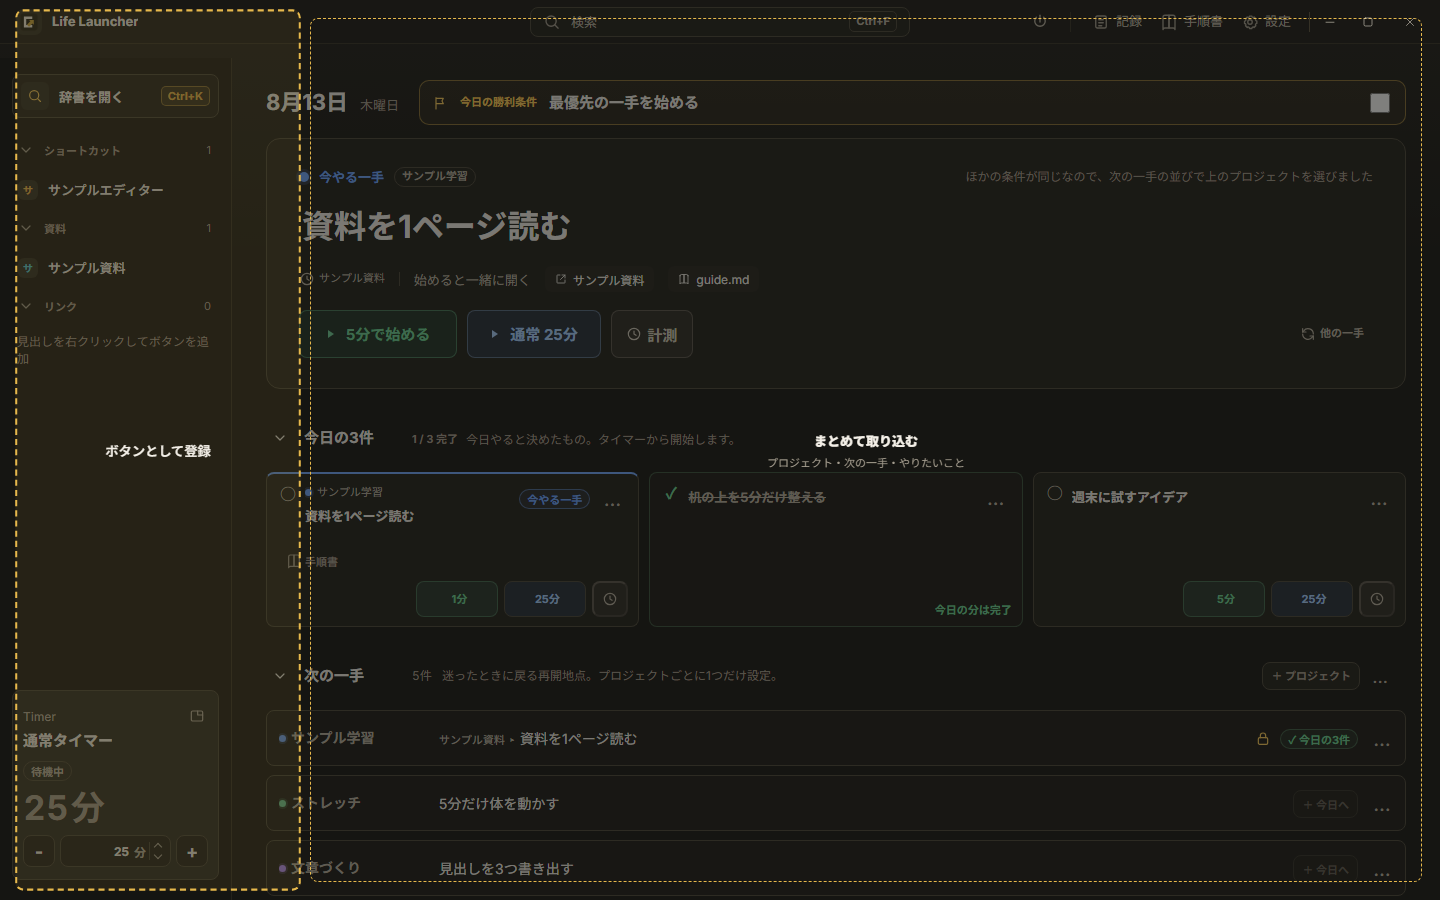 Life Launcher
検索
Ctrl+F
記録
手順書
設定
辞書を開く
Ctrl+K
ショートカット
1
サンプルエディター
資料
1
サンプル資料
リンク
0
見出しを右クリックしてボタンを追
加
ボタンとして登録
Timer
通常タイマー
待機中
25分
-
25 分
+
8月13日
木曜日
今日の勝利条件
最優先の一手を始める
今やる一手
サンプル学習
ほかの条件が同じなので、次の一手の並びで上のプロジェクトを選びました
資料を1ページ読む
サンプル資料
始めると一緒に開く
サンプル資料
guide.md
5分で始める
通常 25分
計測
他の一手
今日の3件
1 / 3 完了
今日やると決めたもの。タイマーから開始します。
まとめて取り込む
プロジェクト・次の一手・やりたいこと
サンプル学習
資料を1ページ読む
今やる一手
...
手順書
1分
25分
机の上を5分だけ整える
...
今日の分は完了
週末に試すアイデア
...
5分
25分
次の一手
5件
迷ったときに戻る再開地点。プロジェクトごとに1つだけ設定。
+ プロジェクト
...
サンプル学習
サンプル資料 ▸ 資料を1ページ読む
✓ 今日の3件
...
ストレッチ
5分だけ体を動かす
+ 今日へ
...
文章づくり
見出しを3つ書き出す
+ 今日へ
...